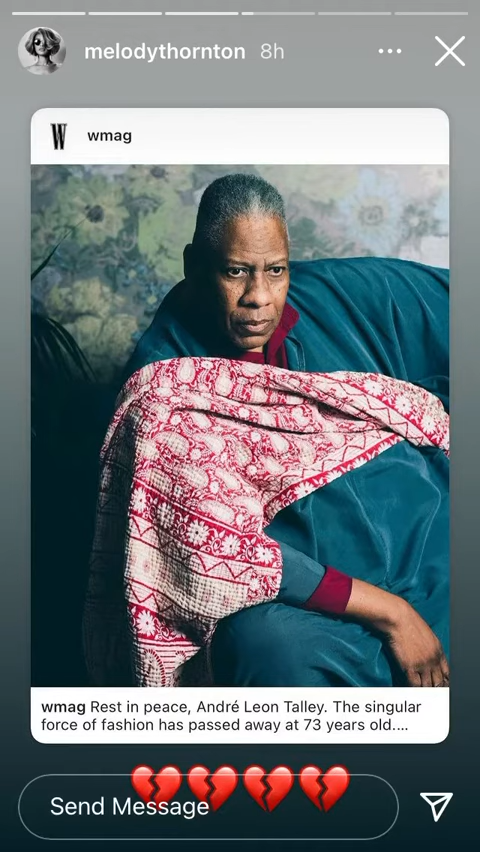 melodythornton 8h
W wmag
wmag Rest in peace, André Leon Talley. The singular
force of fashion has passed away at 73 years old....
Send Message